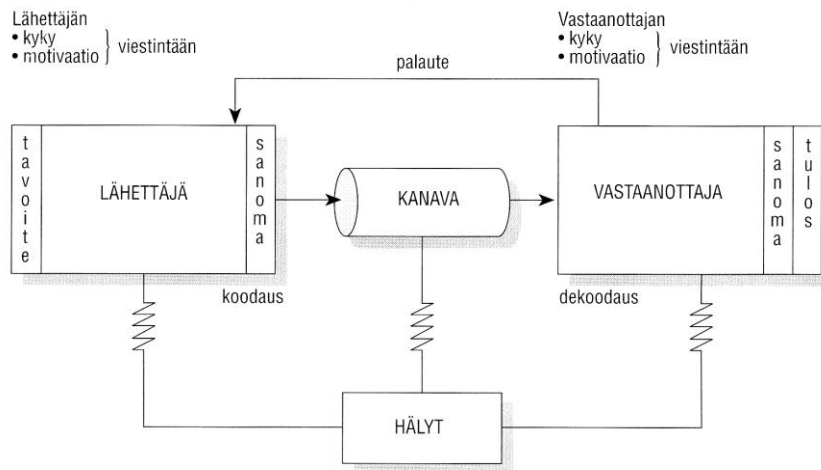 Lähettäjän
• kyky
• motivaatio } viestintään
Vastaanottajan
• kyky
• motivaatio } viestintään
palaute
tavoite
LÄHETTÄJÄ
sanoma
KANAVA
VASTAANOTTAJA
sanoma
tulos
koodaus
dekoodaus
HÄLYT